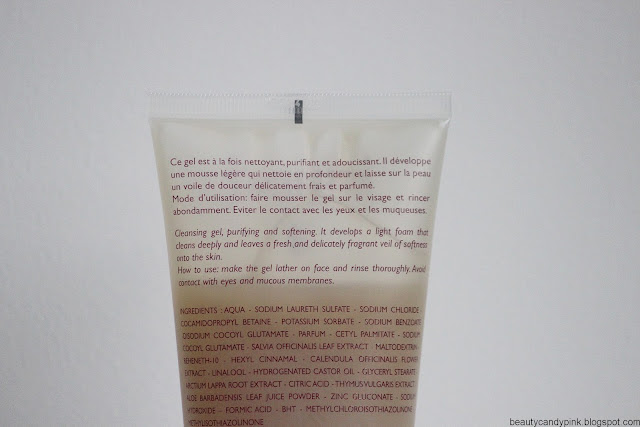 Ce gel est à la fois nettoyant, purifiant et adoucissant. Il développe
une mousse légère qui nettoie en profondeur et laisse sur la peau
un voile de douceur délicatement frais et parfumé.
Mode d'utilisation: faire mousser le gel sur le visage et rincer
abondamment. Eviter le contact avec les yeux et les muqueuses.
Cleansing gel, purifying and softening. It develops a light foam that
cleans deeply and leaves a fresh and delicately fragrant veil of softness
onto the skin.
How to use: make the gel lather on face and rinse thoroughly. Avoid
contact with eyes and mucous membranes.
INGREDIENTS : AQUA - SODIUM LAURETH SULFATE - SODIUM CHLORIDE -
COCAMIDOPROPYL BETAINE - POTASSIUM SORBATE - SODIUM BENZOATE
DISODIUM COCOYL GLUTAMATE - PARFUM - CETYL PALMITATE - SODIUM
COCOYL GLUTAMATE - SALVIA OFFICINALIS LEAF EXTRACT - MALTODEXTRIN
BEHENETH-10 - HEXYL CINNAMAL - CALENDULA OFFICINALIS FLOWER
EXTRACT - LINALOOL - HYDROGENATED CASTOR OIL - GLYCERYL STEARATE
ARCTIUM LAPPA ROOT EXTRACT - CITRIC ACID - THYMUS VULGARIS EXTRACT
ALOE BARBADENSIS LEAF JUICE POWDER - ZINC GLUCONATE - SODIUM
HYDROXIDE - FORMIC ACID - BHT - METHYLCHLOROISOTHIAZOLINONE
METHYLISOTHIAZOLINONE
beautycandypink.blogspot.com